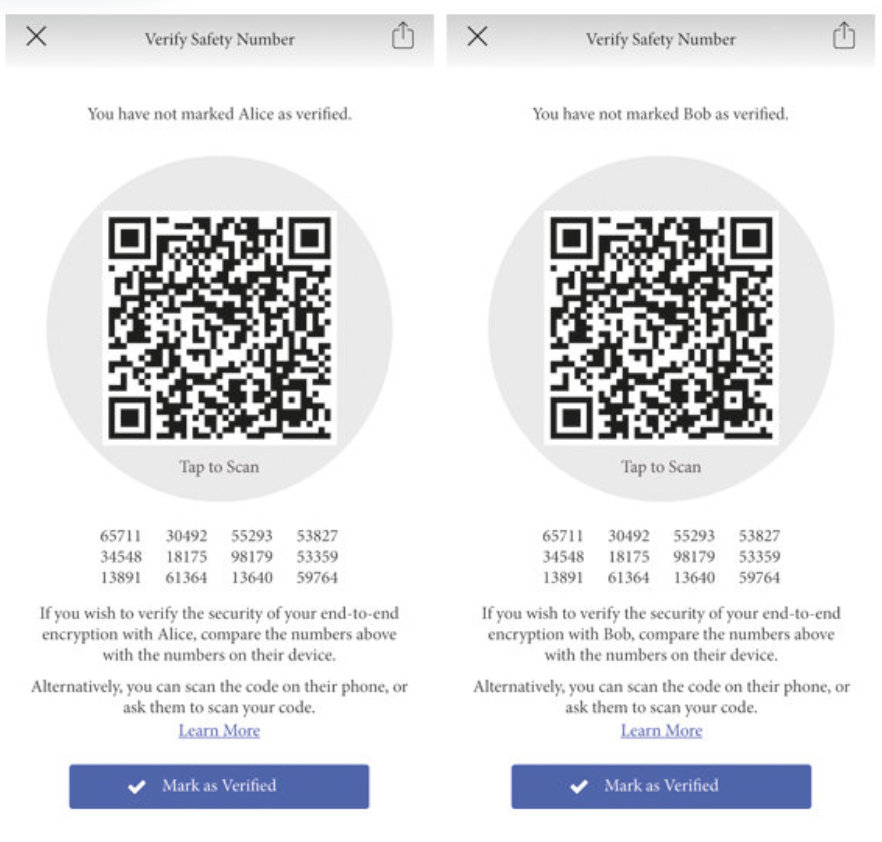 Verify Safety Number
You have not marked Alice as verified.
Tap to Scan
65711 30492 55293 53827
34548 18175 98179 53359
13891 61364 13640 59764
If you wish to verify the security of your end-to-end
encryption with Alice, compare the numbers above
with the numbers on their device.
Alternatively, you can scan the code on their phone, or
ask them to scan your code.
Learn More
Mark as Verified
Verify Safety Number
You have not marked Bob as verified.
Tap to Scan
65711 30492 55293 53827
34548 18175 98179 53359
13891 61364 13640 59764
If you wish to verify the security of your end-to-end
encryption with Bob, compare the numbers above
with the numbers on their device.
Alternatively, you can scan the code on their phone, or
ask them to scan your code.
Learn More
Mark as Verified